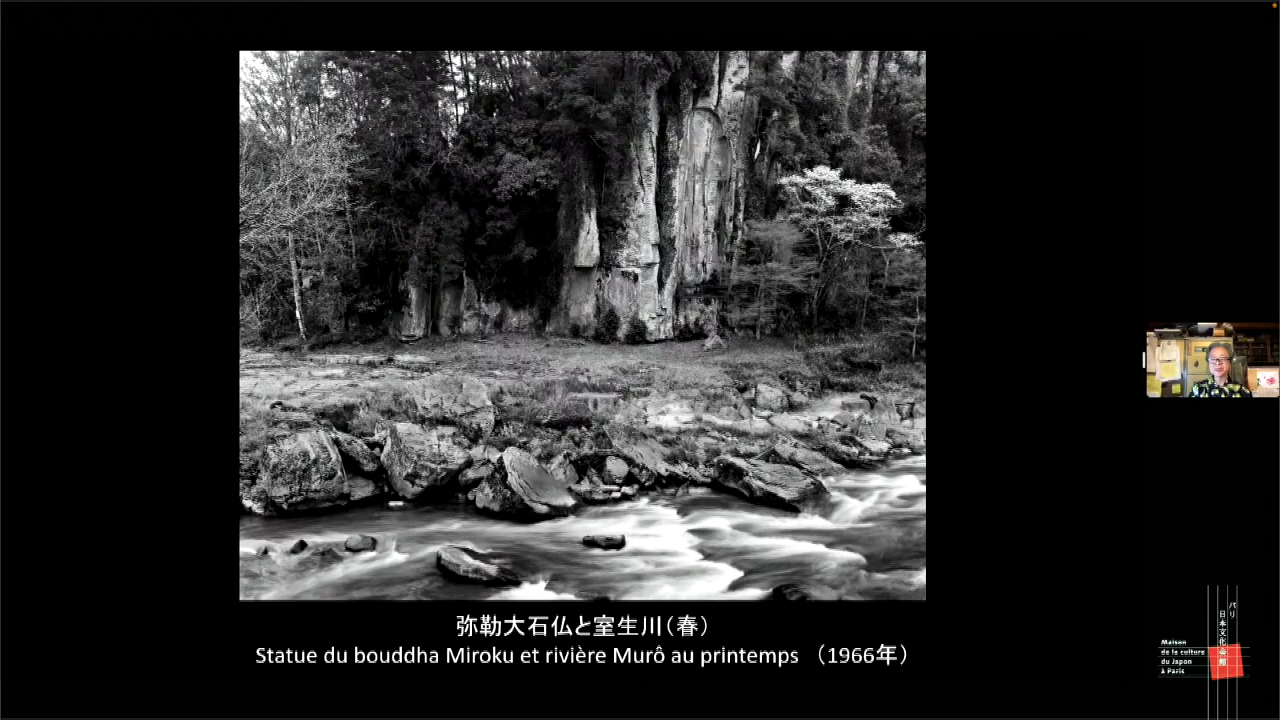 弥勒大石仏と室生川（春）
Statue du bouddha Miroku et rivière Murô au printemps （1966年）
パリ
日本文化会館
Maison
de la culture
du Japon
à Paris